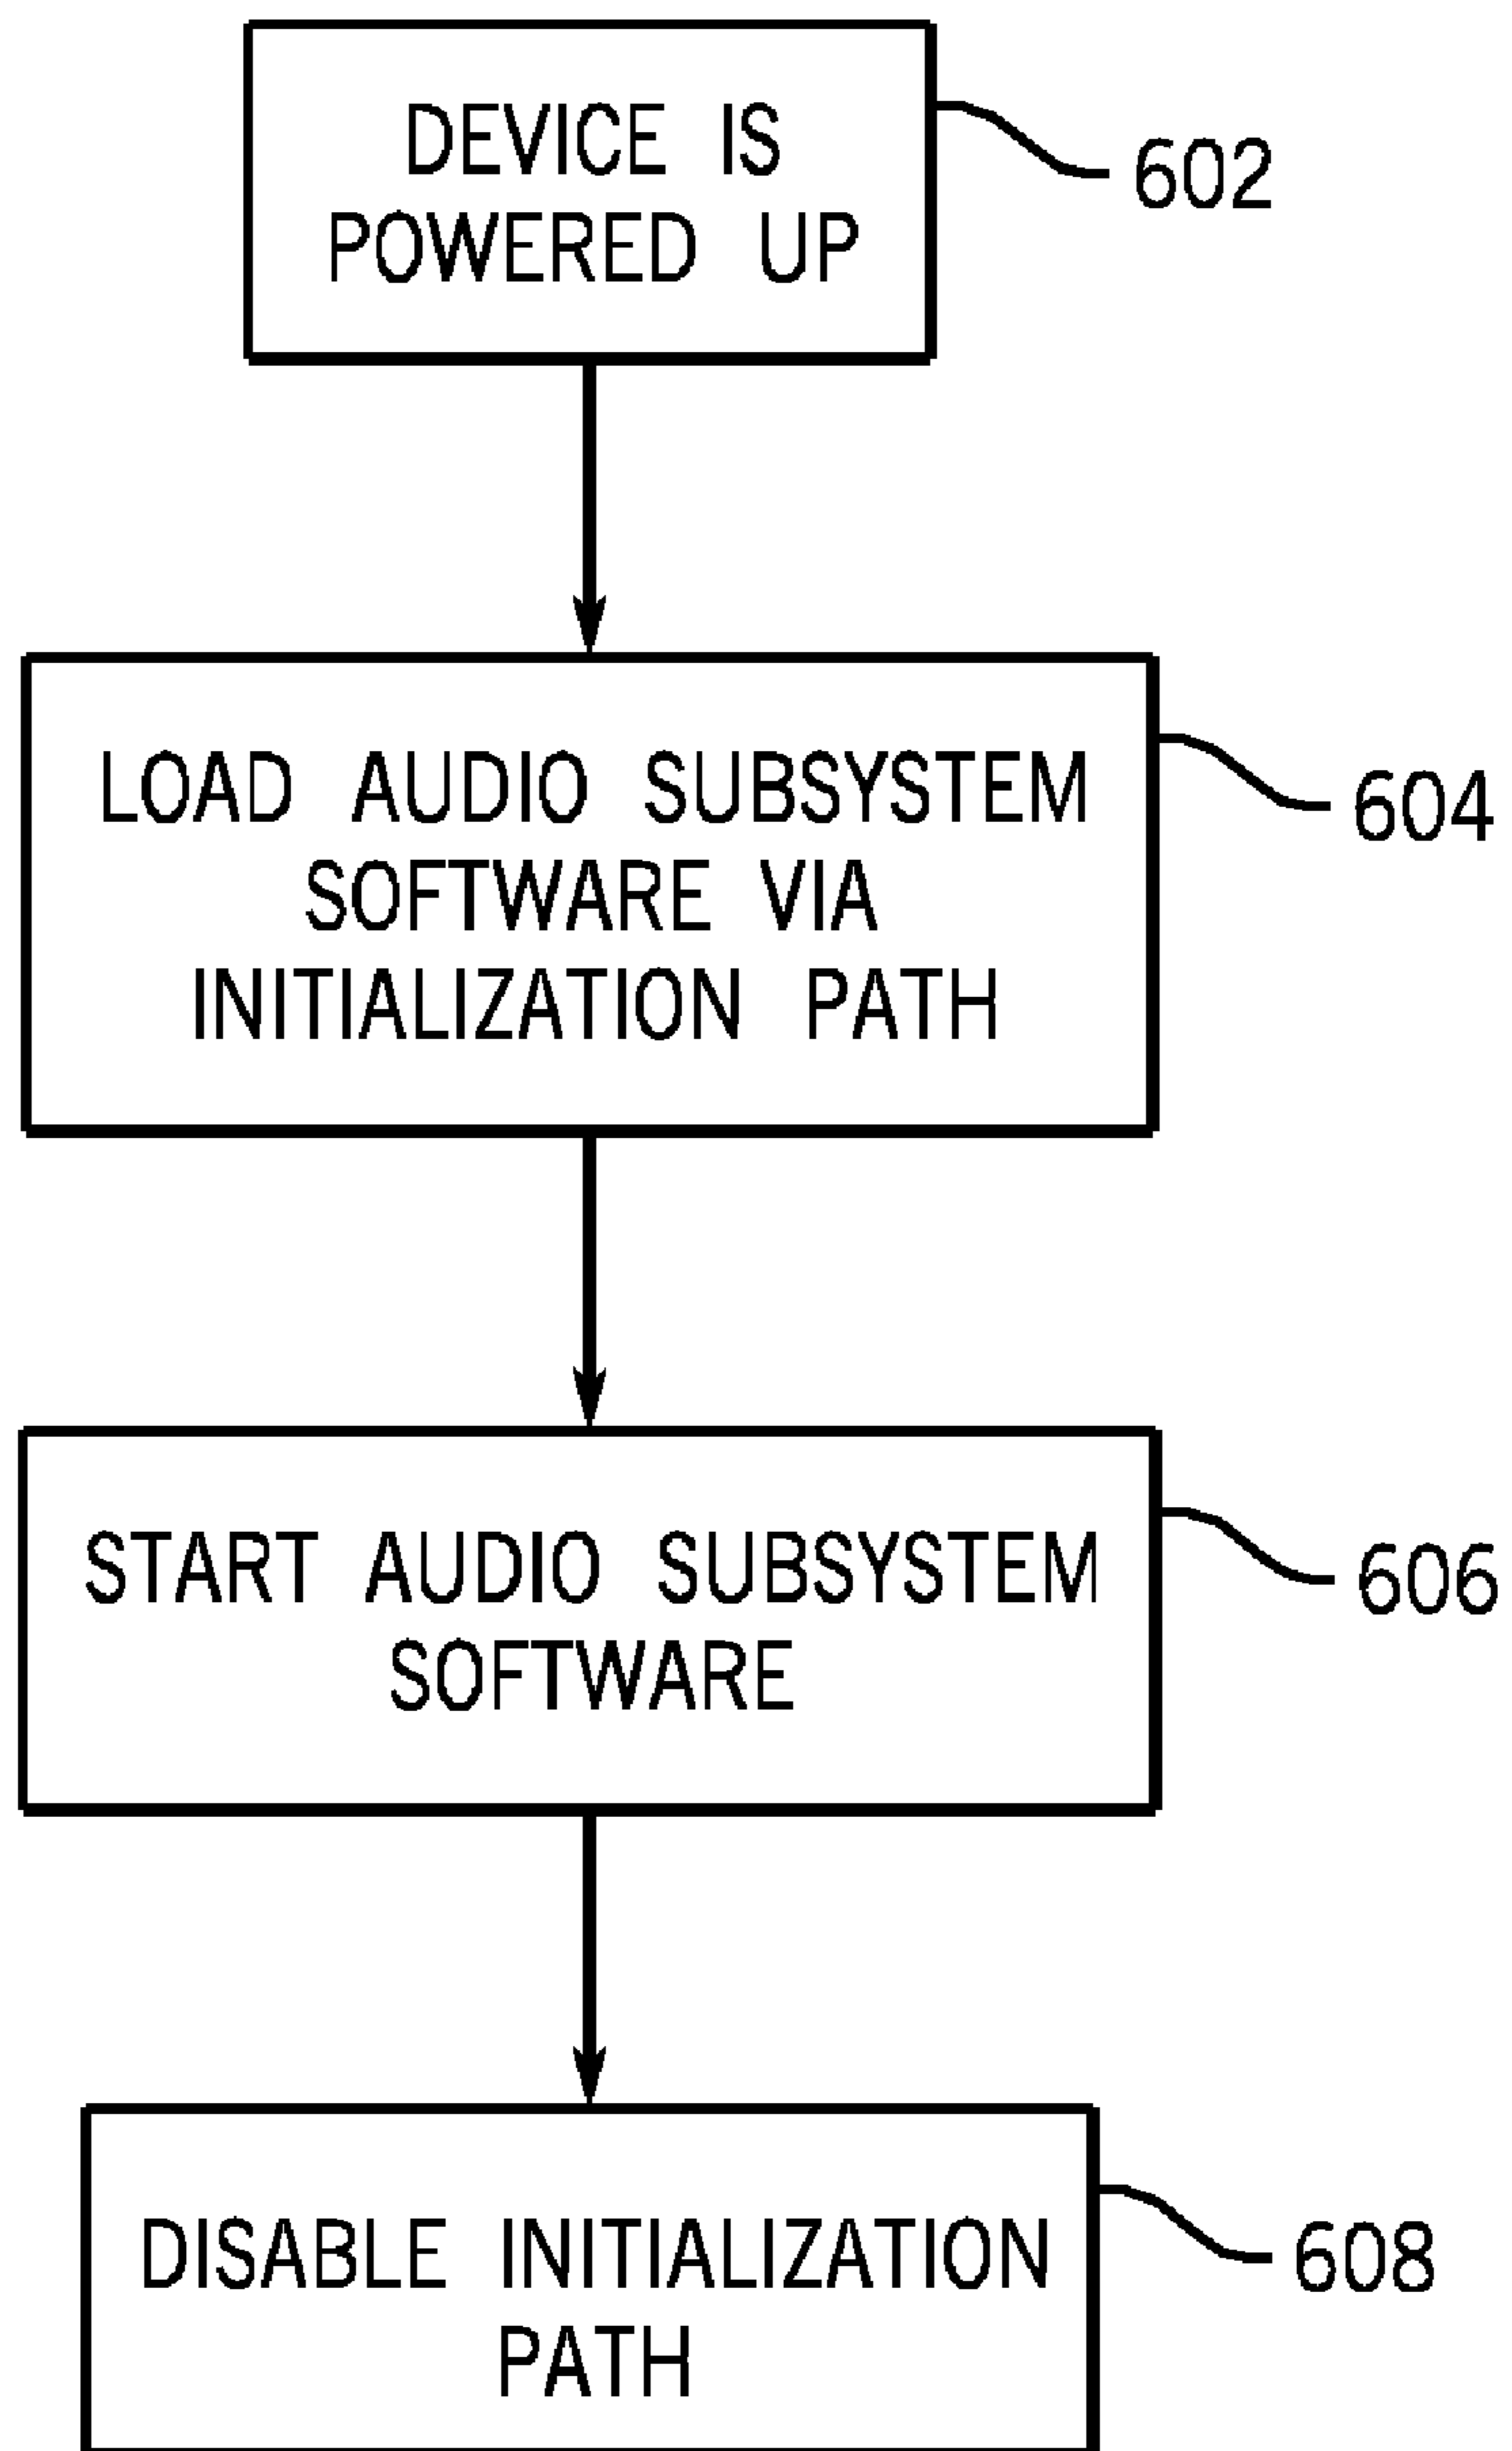 DEVICE IS
POWERED UP
602
LOAD AUDIO SUBSYSTEM
SOFTWARE VIA
INITIALIZATION PATH
604
START AUDIO SUBSYSTEM
SOFTWARE
606
DISABLE INITIALIZATION
PATH
608